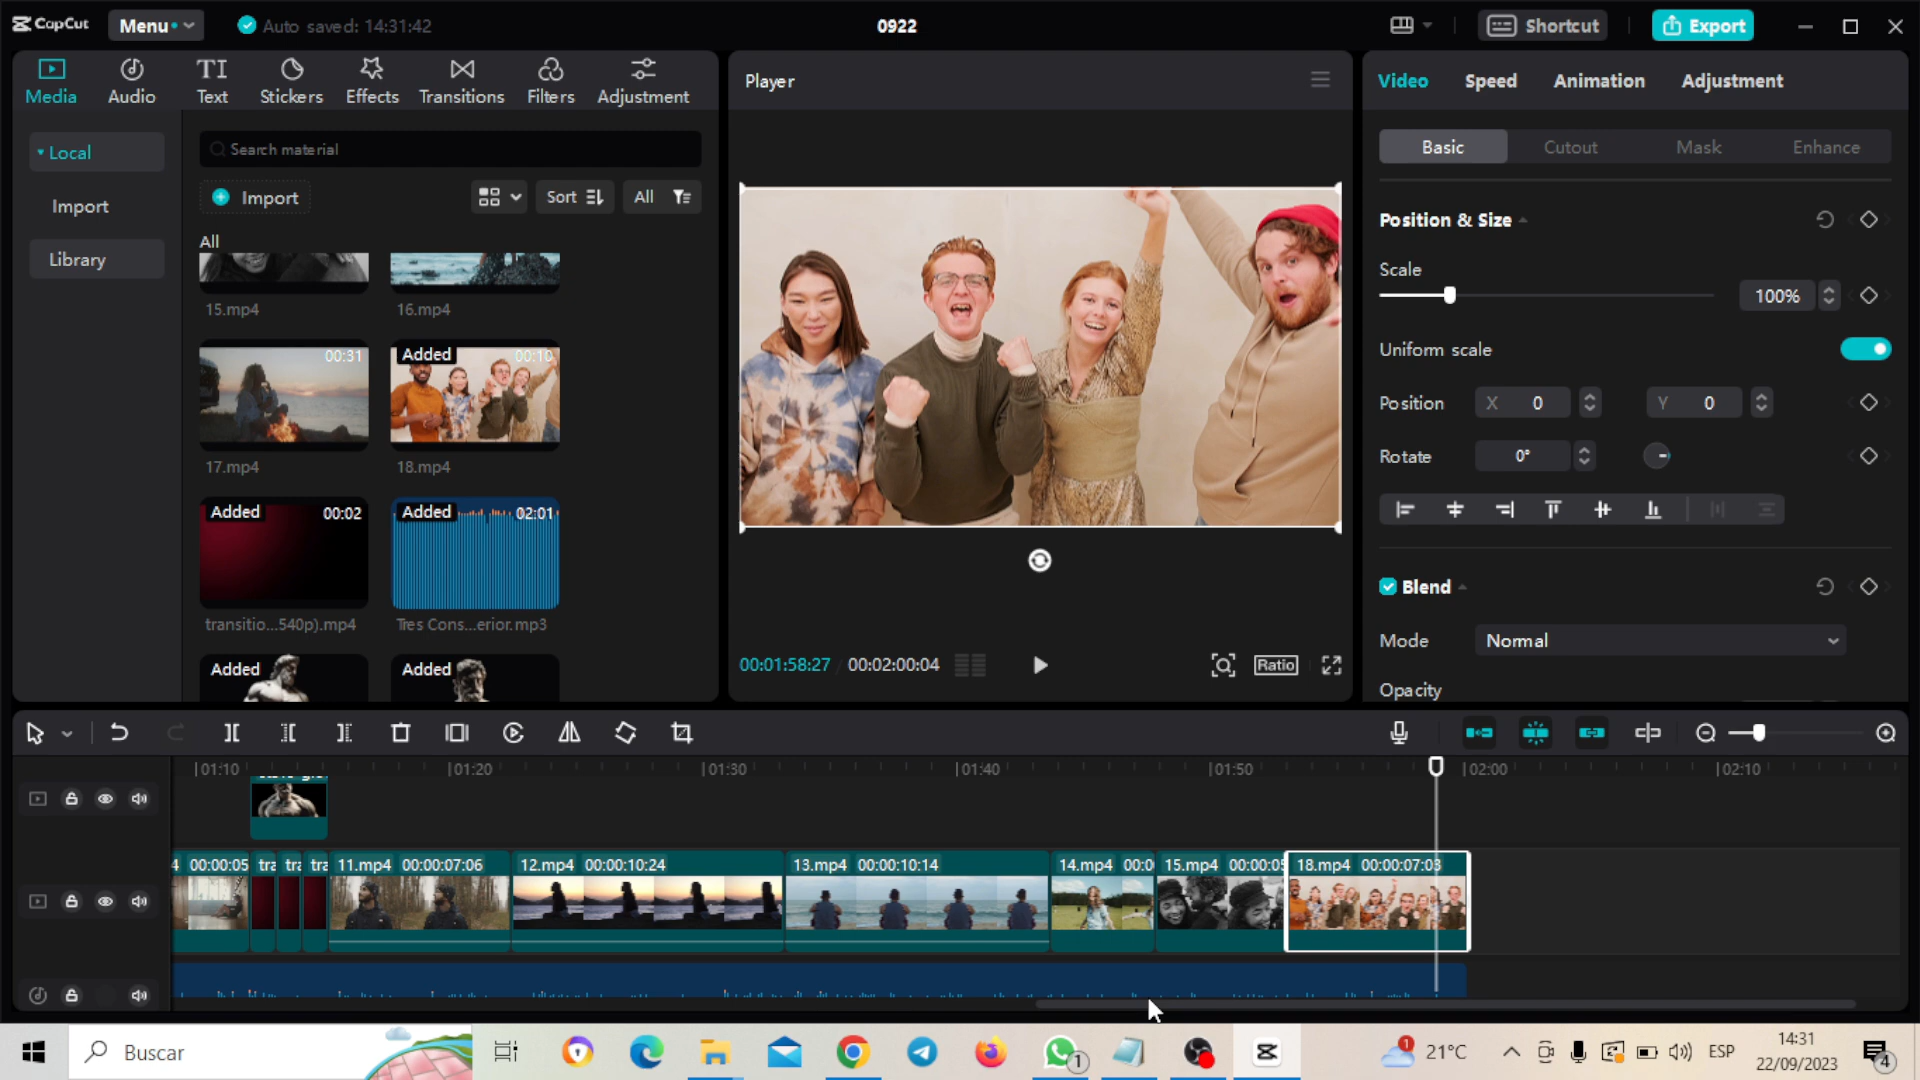 CapCut
Menu
Auto saved: 14:31:42
0922
Shortcut
Export
Media
Audio
TI
Text
Stickers
Effects
Transitions
Filters
Adjustment
Local
Import
Library
Search material
Import
Sort
All
All
15.mp4
16.mp4
00:31
Added
00:10
17.mp4
18.mp4
Added
00:02
Added
02:01
transitio...540p).mp4
Tres Cons...erior.mp3
Added
Added
Player
00:01:58:27
00:02:00:04
Ratio
Video
Speed
Animation
Adjustment
Basic
Cutout
Mask
Enhance
Position & Size
Scale
100%
Uniform scale
Position
X 0
Y 0
Rotate
0°
Blend
Mode
Normal
Opacity
01:10
01:20
01:30
01:40
01:50
02:00
02:10
4 00:00:05
tra
tra
tra
11.mp4 00:00:07:06
12.mp4 00:00:10:24
13.mp4 00:00:10:14
14.mp4 00:0
15.mp4 00:00:05
18.mp4 00:00:07:03
Buscar
1
1
21°C
ESP
14:31
22/09/2023
4